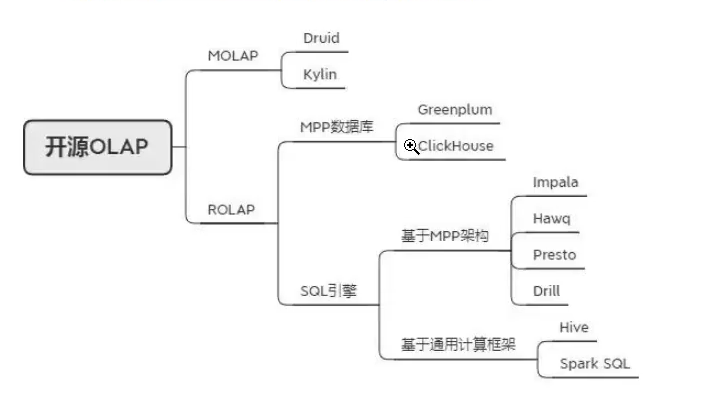 开源OLAP
MOLAP
Druid
Kylin
ROLAP
MPP数据库
Greenplum
ClickHouse
SQL引擎
基于MPP架构
Impala
Hawq
Presto
Drill
基于通用计算框架
Hive
Spark SQL